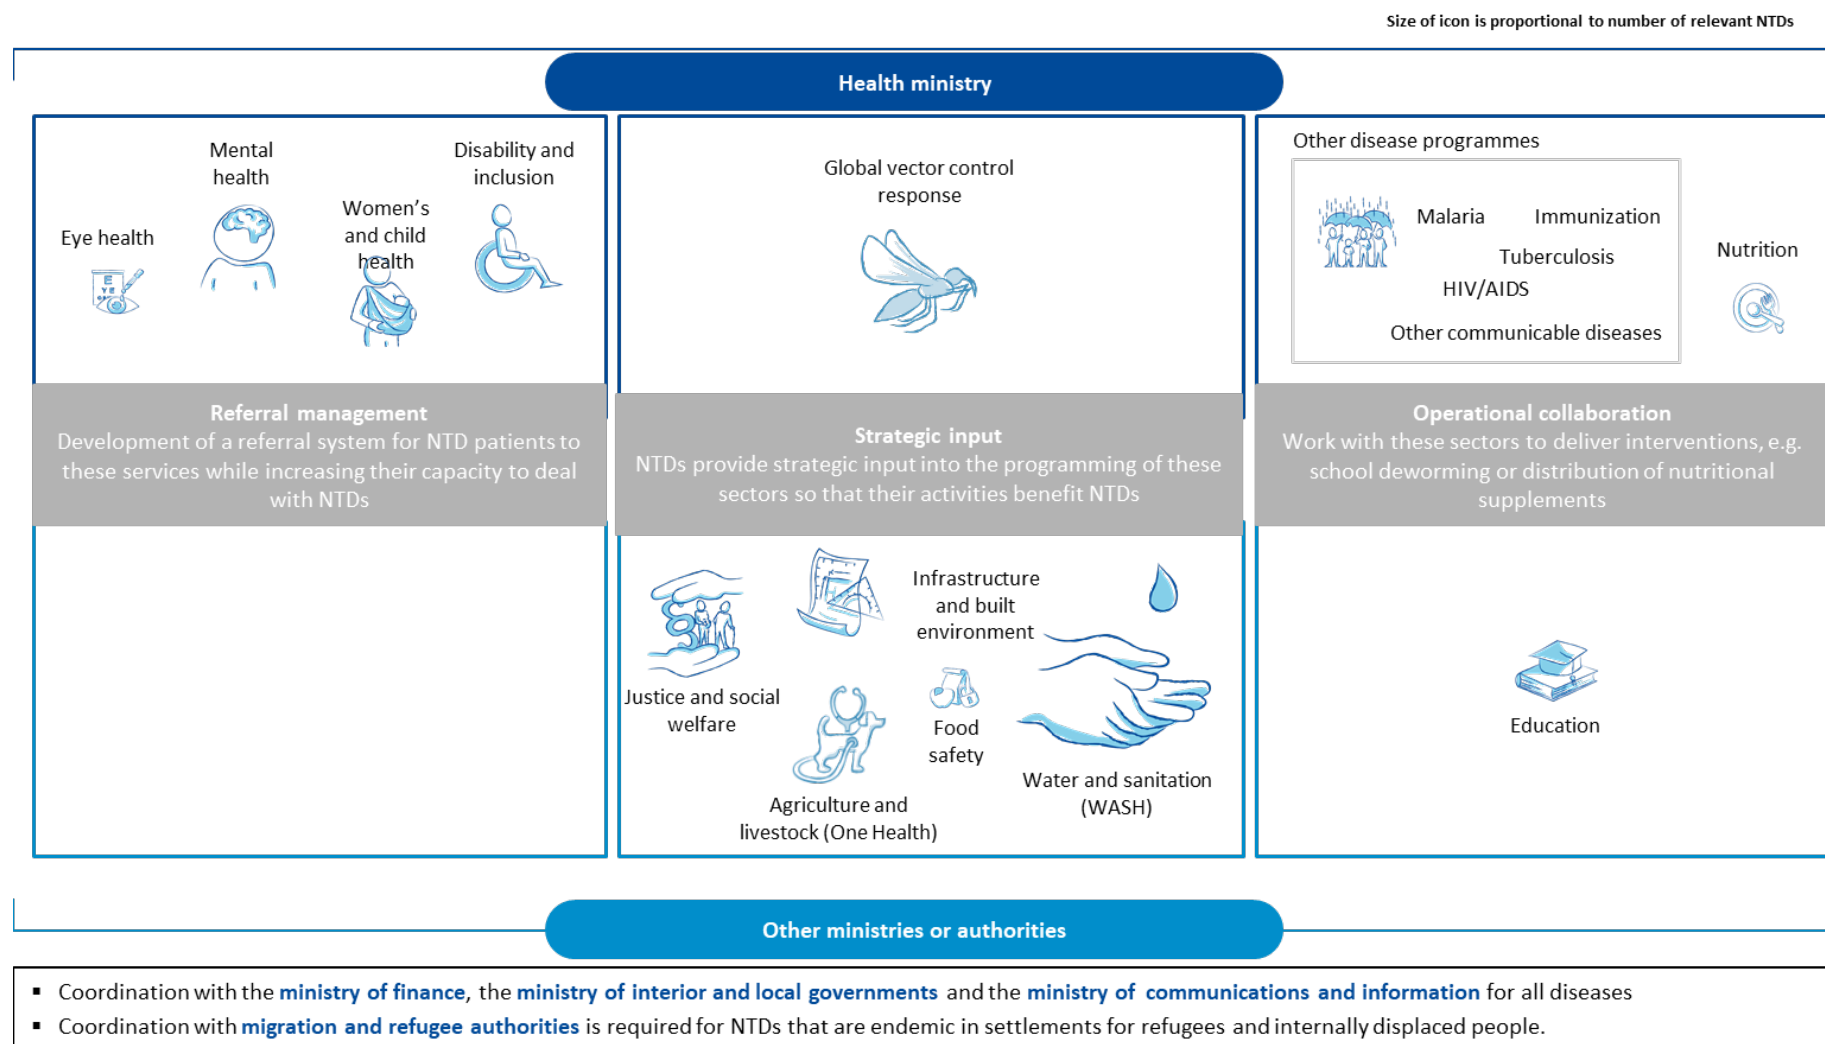 Size of icon is proportional to number of relevant NTDs
Health ministry
Eye health
Mental
health
Women's
and child
health
Disability and
inclusion
Referral management
Development of a referral system for NTD patients to
these services while increasing their capacity to deal
with NTDs
Global vector control
response
Strategic input
NTDs provide strategic input into the programming of these
sectors so that their activities benefit NTDs
Justice and social
welfare
Infrastructure
and built
environment
Agriculture and
livestock (One Health)
Food
safety
Water and sanitation
(WASH)
Other disease programmes
Malaria
Immunization
Tuberculosis
HIV/AIDS
Other communicable diseases
Nutrition
Operational collaboration
Work with these sectors to deliver interventions, e.g.
school deworming or distribution of nutritional
supplements
Education
Other ministries or authorities
▪ Coordination with the ministry of finance, the ministry of interior and local governments and the ministry of communications and information for all diseases
▪ Coordination with migration and refugee authorities is required for NTDs that are endemic in settlements for refugees and internally displaced people.